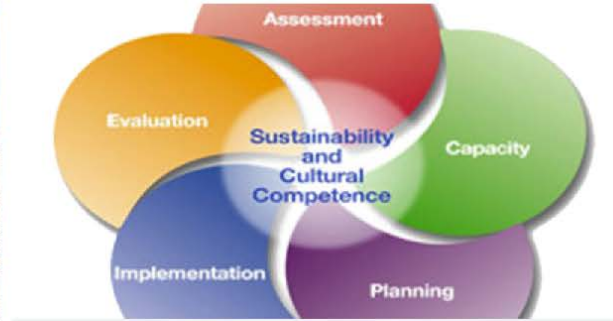 Assessment
Evaluation
Capacity
Sustainability
and
Cultural
Competence
Implementation
Planning